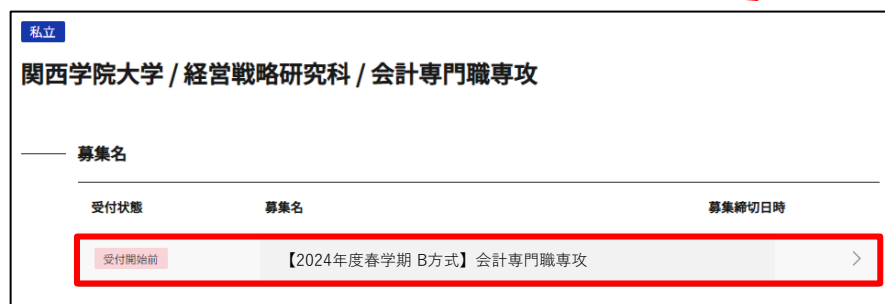 私立
関西学院大学 / 経営戦略研究科 / 会計専門職専攻
募集名
受付状態 募集名 募集締切日時
受付開始前 【2024年度春学期 B方式】会計専門職専攻